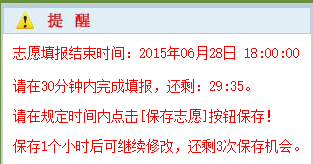 提 醒
志愿填报结束时间：2015年06月28日 18:00:00
请在30分钟内完成填报，还剩：29:35。
请在规定时间内点击[保存志愿]按钮保存！
保存1个小时后可继续修改，还剩3次保存机会。